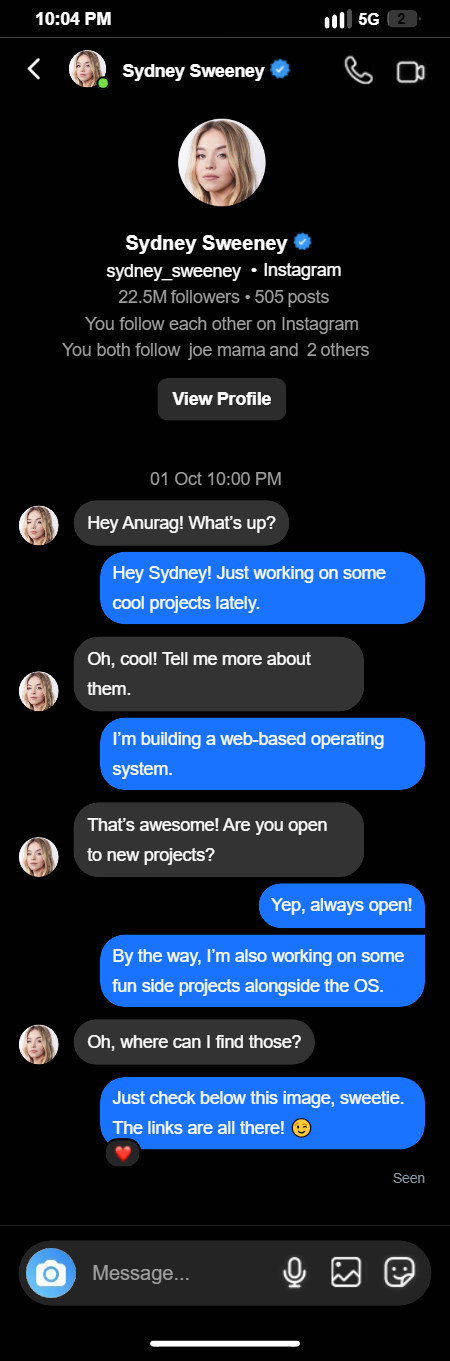 10:04 PM 5G 2
Sydney Sweeney
Sydney Sweeney
sydney_sweeney • Instagram
22.5M followers • 505 posts
You follow each other on Instagram
You both follow joe mama and 2 others
View Profile
01 Oct 10:00 PM
Hey Anurag! What's up?
Hey Sydney! Just working on some
cool projects lately.
Oh, cool! Tell me more about
them.
I'm building a web-based operating
system.
That's awesome! Are you open
to new projects?
Yep, always open!
By the way, I'm also working on some
fun side projects alongside the OS.
Oh, where can I find those?
Just check below this image, sweetie.
The links are all there! 😉
❤️
Seen
Message...